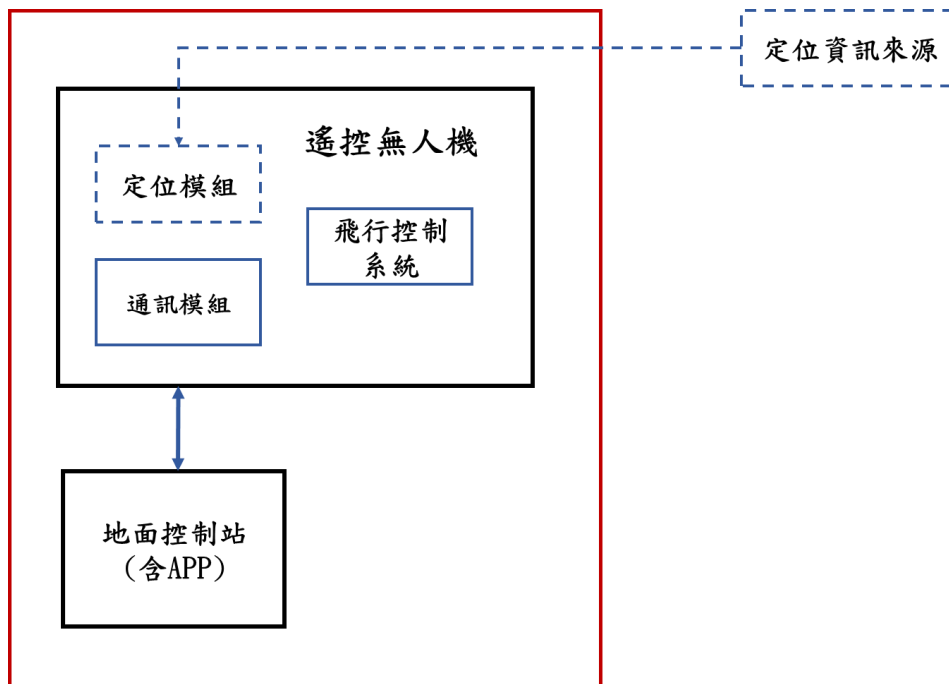 定位資訊來源
遙控無人機
定位模組
飛行控制
系統
通訊模組
地面控制站
(含APP)